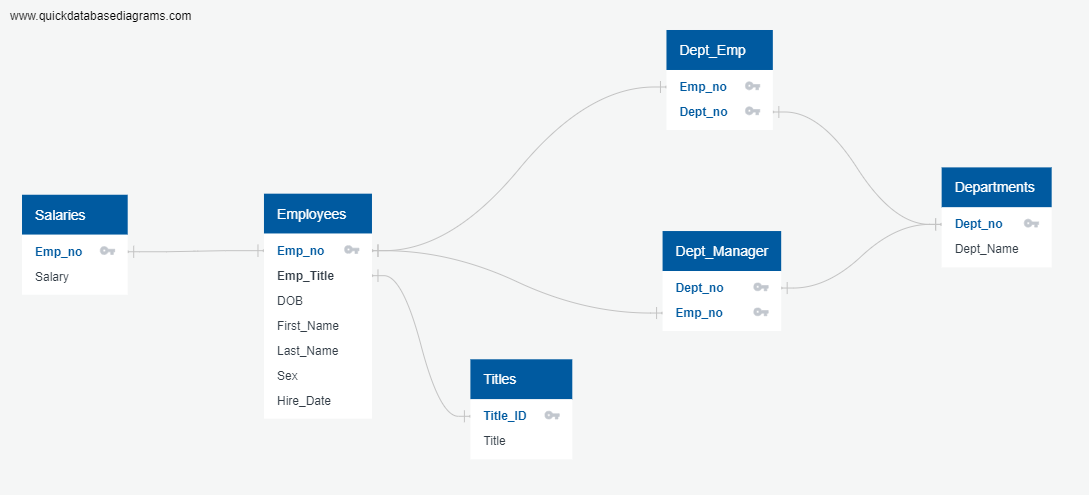 www.quickdatabasediagrams.com
Salaries
Emp_no
Salary
Employees
Emp_no
Emp_Title
DOB
First_Name
Last_Name
Sex
Hire_Date
Titles
Title_ID
Title
Dept_Emp
Emp_no
Dept_no
Dept_Manager
Dept_no
Emp_no
Departments
Dept_no
Dept_Name